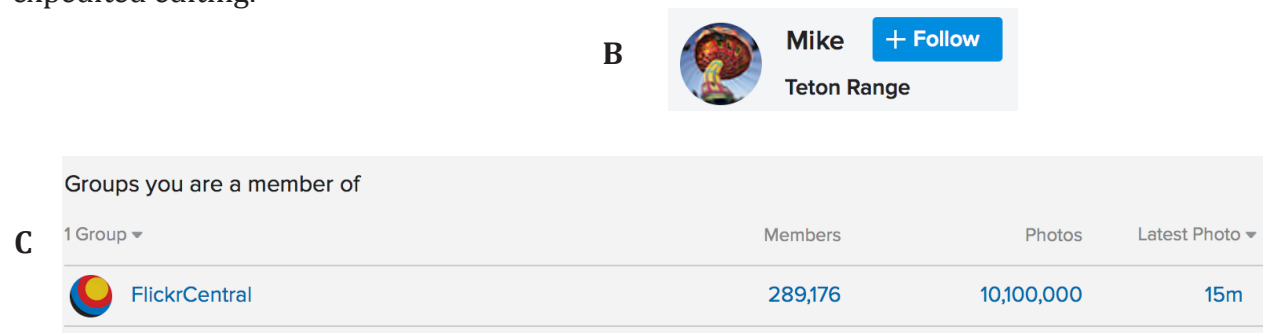 expedited editing.
B
Mike + Follow
Teton Range
Groups you are a member of
C
1 Group Members Photos Latest Photo
FlickrCentral 289,176 10,100,000 15m